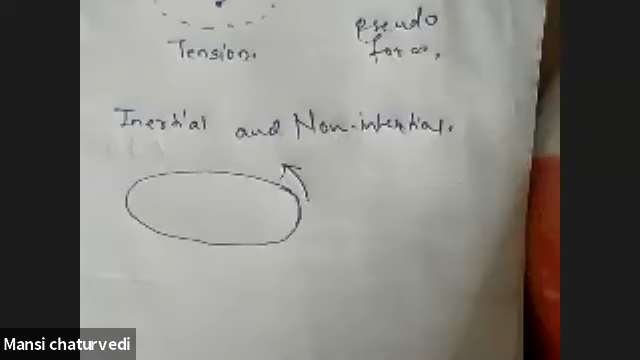 pseudo
Tension. force.
Inertial and Non-inertial.
Mansi chaturvedi